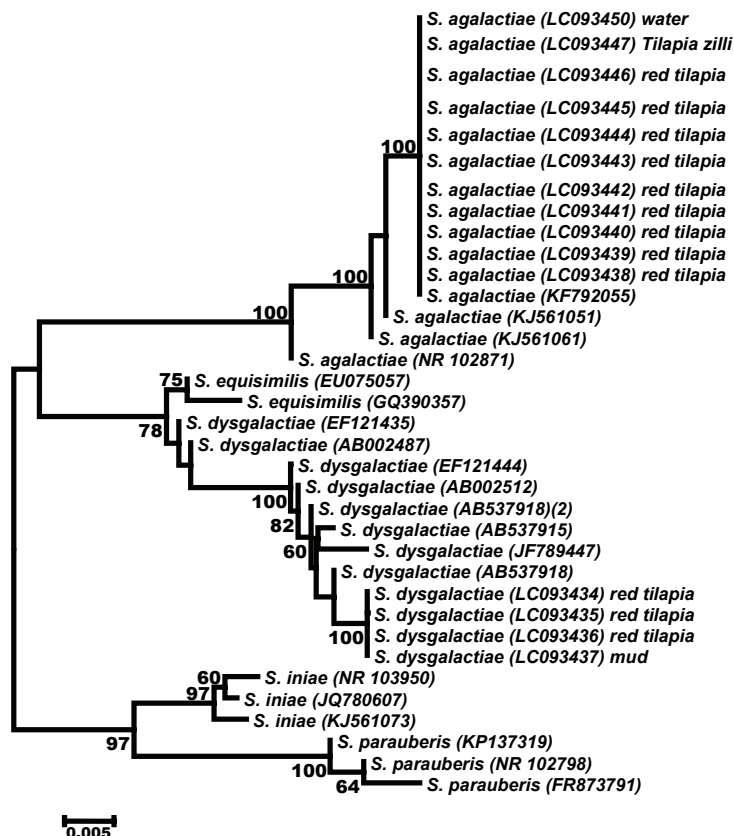 S. agalactiae (LC093450) water
S. agalactiae (LC093447) Tilapia zilli
S. agalactiae (LC093446) red tilapia
S. agalactiae (LC093445) red tilapia
S. agalactiae (LC093444) red tilapia
100
S. agalactiae (LC093443) red tilapia
S. agalactiae (LC093442) red tilapia
S. agalactiae (LC093441) red tilapia
S. agalactiae (LC093440) red tilapia
S. agalactiae (LC093439) red tilapia
100
S. agalactiae (LC093438) red tilapia
S. agalactiae (KF792055)
100
S. agalactiae (KJ561051)
S. agalactiae (KJ561061)
S. agalactiae (NR 102871)
75
S. equisimilis (EU075057)
S. equisimilis (GQ390357)
78
S. dysgalactiae (EF121435)
S. dysgalactiae (AB002487)
S. dysgalactiae (EF121444)
100
S. dysgalactiae (AB002512)
82
S. dysgalactiae (AB537918)(2)
S. dysgalactiae (AB537915)
60
S. dysgalactiae (JF789447)
S. dysgalactiae (AB537918)
S. dysgalactiae (LC093434) red tilapia
S. dysgalactiae (LC093435) red tilapia
100
S. dysgalactiae (LC093436) red tilapia
S. dysgalactiae (LC093437) mud
60
S. iniae (NR 103950)
97
S. iniae (JQ780607)
S. iniae (KJ561073)
97
S. parauberis (KP137319)
100
S. parauberis (NR 102798)
64
S. parauberis (FR873791)
0.005